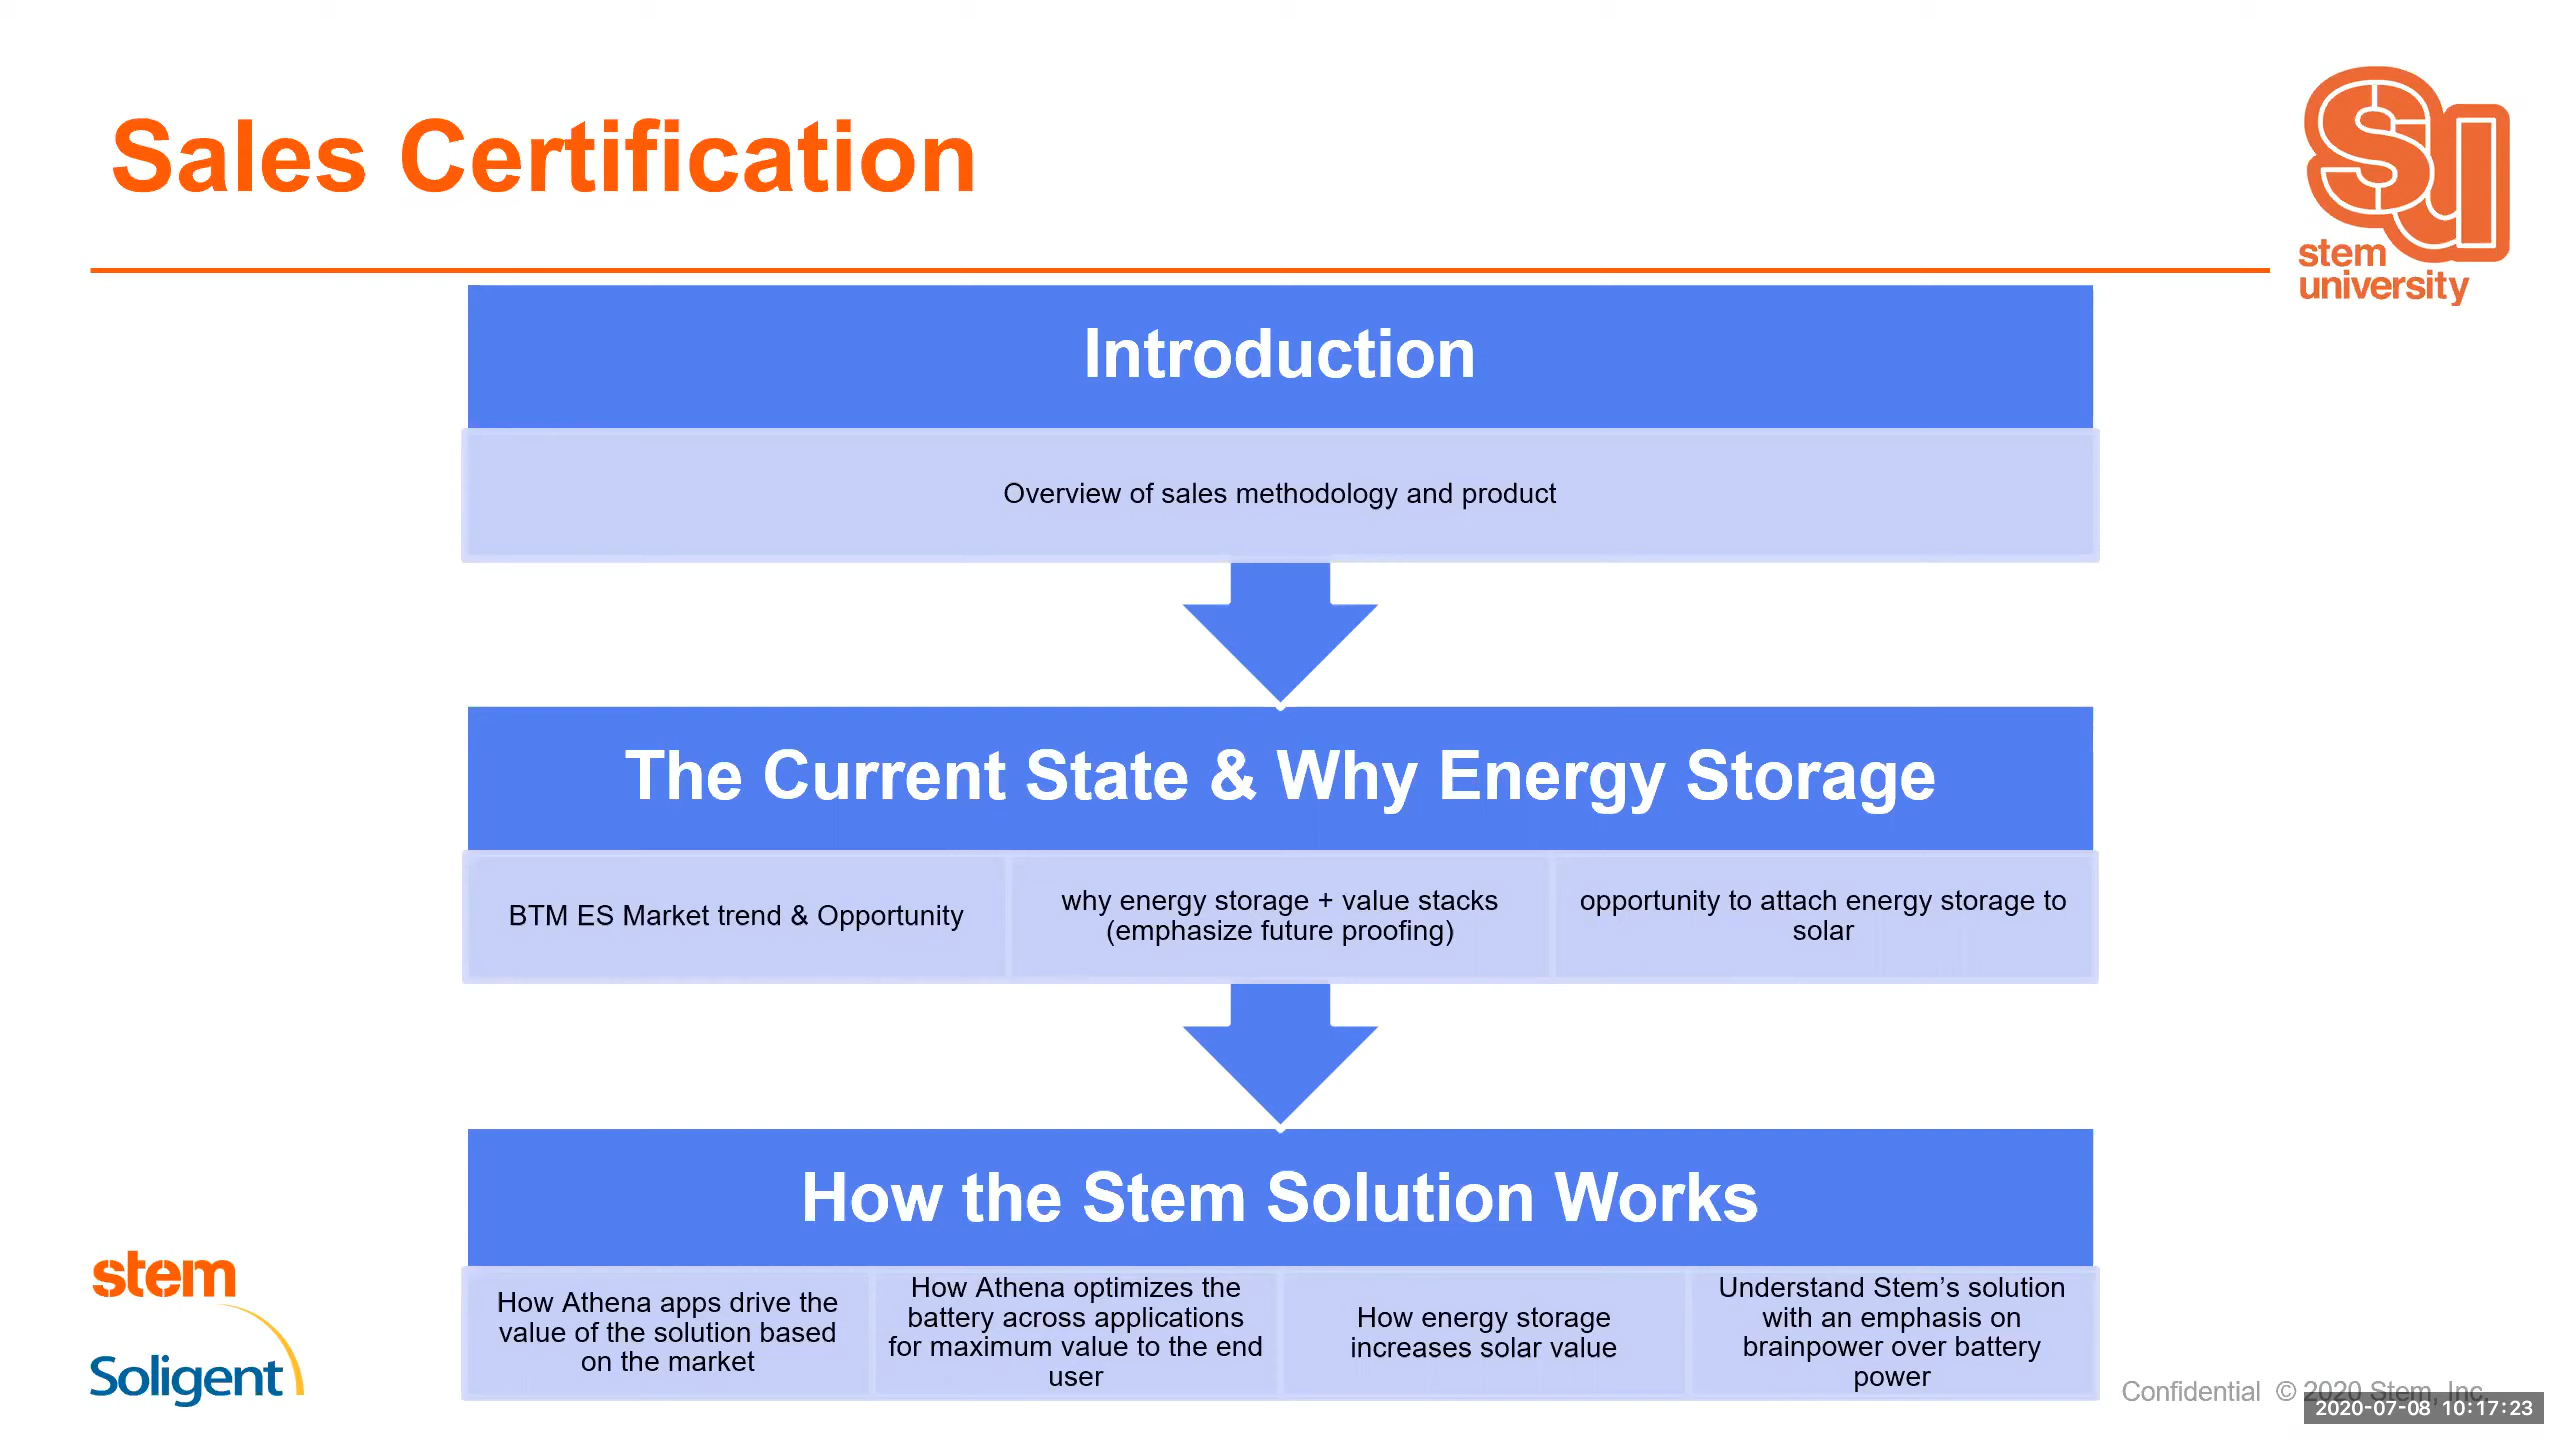 Sales Certification
SU
stem
university
Introduction
Overview of sales methodology and product
The Current State & Why Energy Storage
BTM ES Market trend & Opportunity
why energy storage + value stacks
(emphasize future proofing)
opportunity to attach energy storage to
solar
How the Stem Solution Works
How Athena apps drive the
value of the solution based
on the market
How Athena optimizes the
battery across applications
for maximum value to the end
user
How energy storage
increases solar value
Understand Stem’s solution
with an emphasis on
brainpower over battery
power
stem
Soligent
Confidential © 2020 Stem, Inc.
2020-07-08 10:17:23